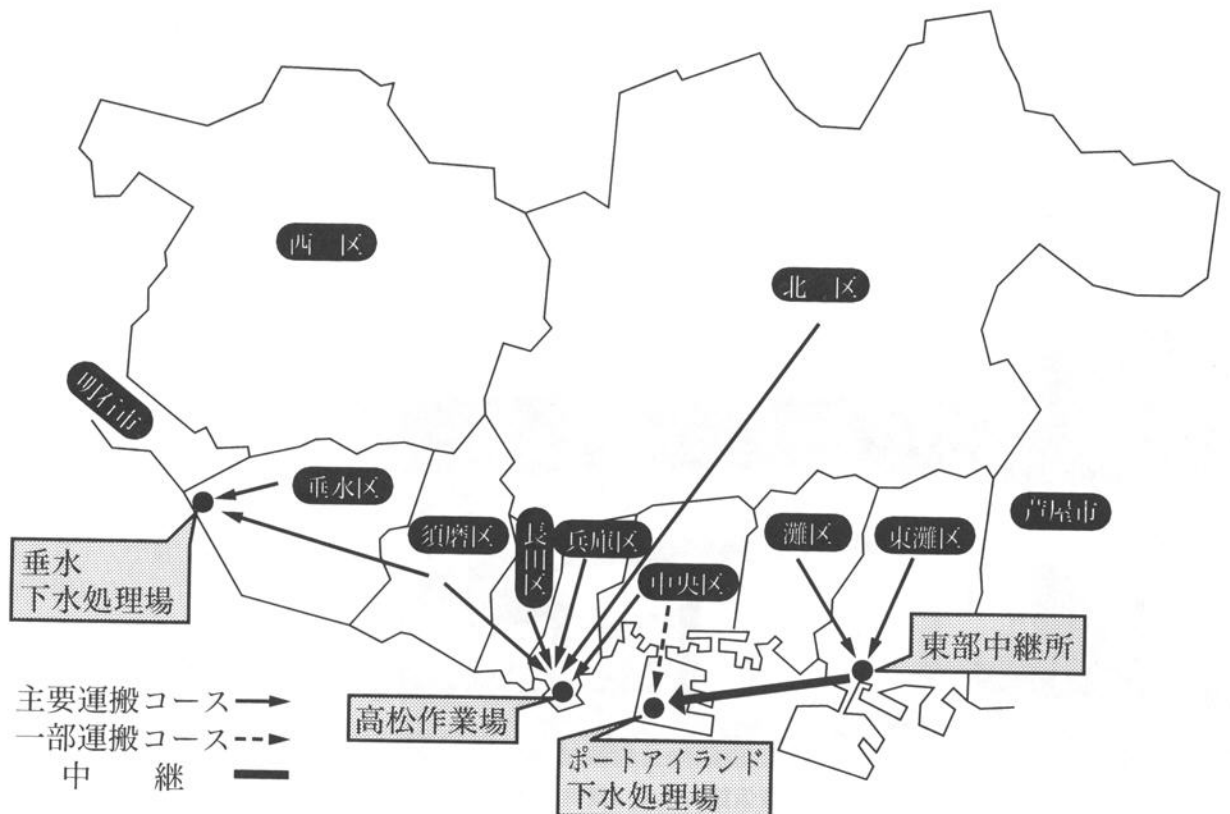 西区
北区
明石市
垂水区
須磨区
長田区
兵庫区
中央区
灘区
東灘区
芦屋市
垂水
下水処理場
東部中継所
高松作業場
ポートアイランド
下水処理場
主要運搬コース
一部運搬コース
中継